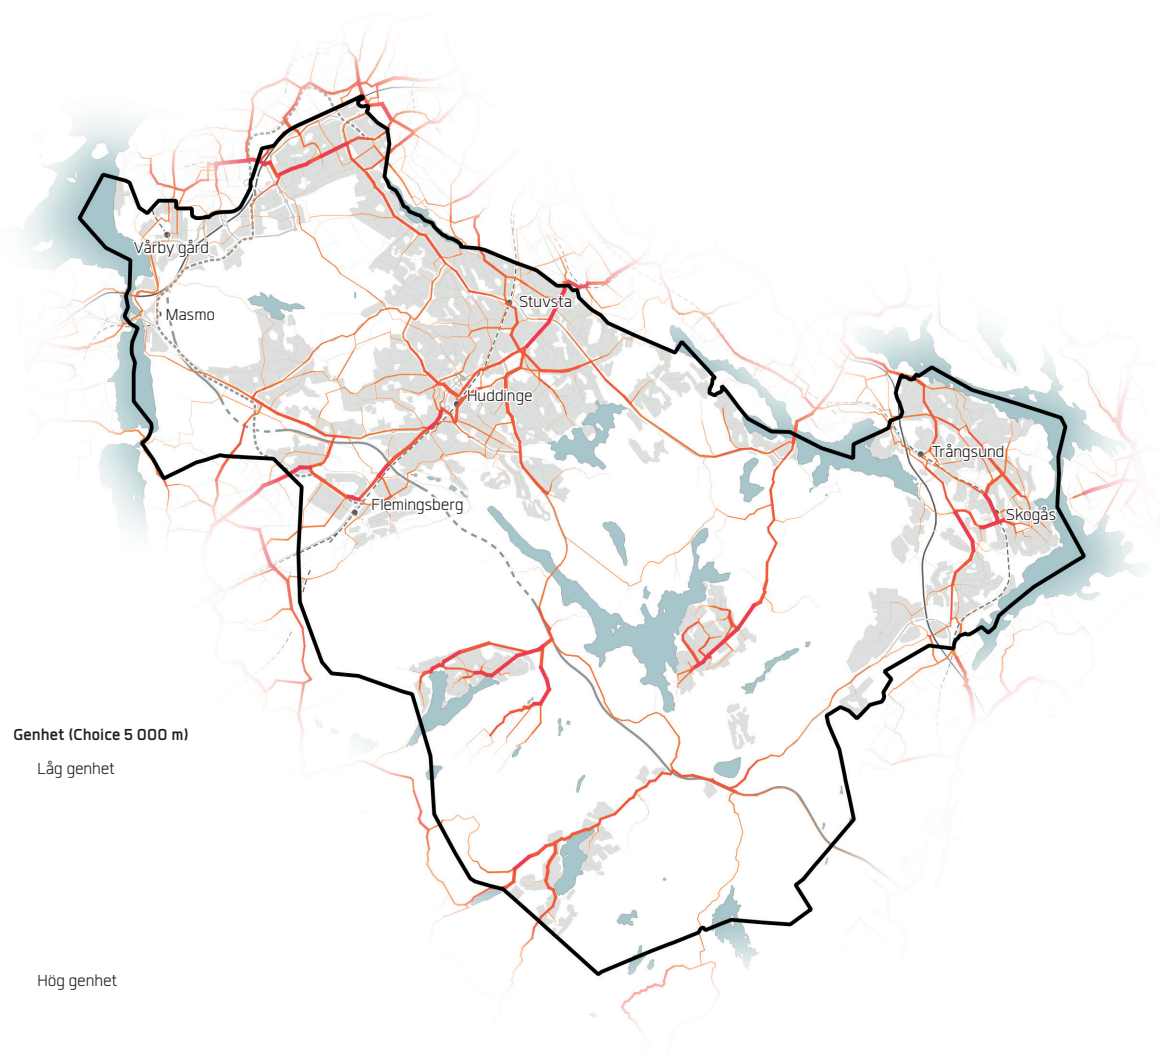 Vårby gård
Masmo
Stuvsta
Huddinge
Trångsund
Flemingsberg
Skogås
Genhet (Choice 5 000 m)
Låg genhet
Hög genhet